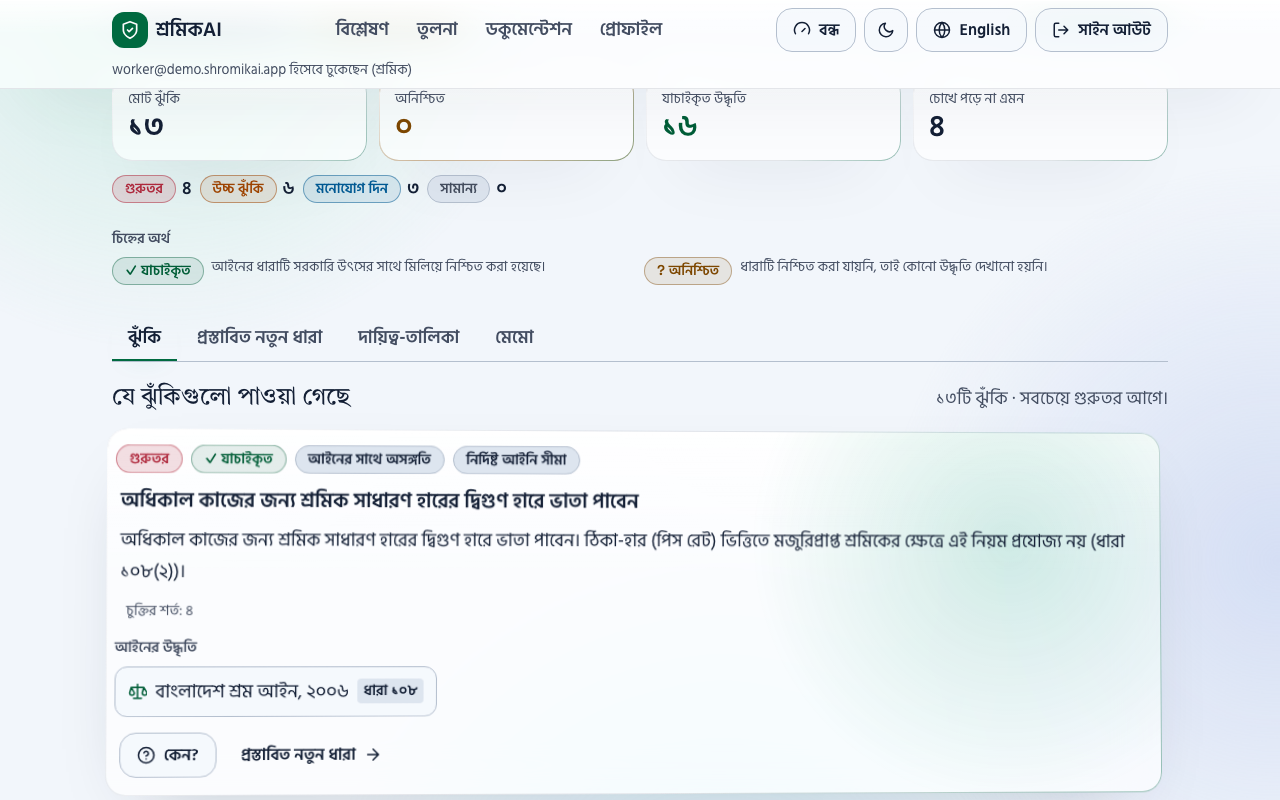 শ্রমিকAI
বিশ্লেষণ তুলনা ডকুমেন্টেশন প্রোফাইল
বন্ধ English সাইন আউট
worker@demo.shromikai.app হিসেবে ঢুকেছেন (শ্রমিক)
মোট ঝুঁকি অনিশ্চিত যাচাইকৃত উদ্ধৃতি চোখে পড়ে না এমন
১৩ ০ ১৬ ৪
গুরুতর ৪ উচ্চ ঝুঁকি ৬ মনোযোগ দিন ৩ সামান্য ০
চিহ্নের অর্থ
✓ যাচাইকৃত আইনের ধারাটি সরকারি উৎসের সাথে মিলিয়ে নিশ্চিত করা হয়েছে। ? অনিশ্চিত ধারাটি নিশ্চিত করা যায়নি, তাই কোনো উদ্ধৃতি দেখানো হয়নি।
ঝুঁকি প্রস্তাবিত নতুন ধারা দায়িত্ব-তালিকা মেমো
যে ঝুঁকিগুলো পাওয়া গেছে ১৩টি ঝুঁকি · সবচেয়ে গুরুতর আগে।
গুরুতর ✓ যাচাইকৃত আইনের সাথে অসঙ্গতি নির্দিষ্ট আইনি সীমা
অধিকাল কাজের জন্য শ্রমিক সাধারণ হারের দ্বিগুণ হারে ভাতা পাবেন
অধিকাল কাজের জন্য শ্রমিক সাধারণ হারের দ্বিগুণ হারে ভাতা পাবেন। ঠিকা-হার (পিস রেট) ভিত্তিতে মজুরিপ্রাপ্ত শ্রমিকের ক্ষেত্রে এই নিয়ম প্রযোজ্য নয় (ধারা
১০৮(২))।
চুক্তির শর্ত: ৪
আইনের উদ্ধৃতি
বাংলাদেশ শ্রম আইন, ২০০৬ ধারা ১০৮
কেন? প্রস্তাবিত নতুন ধারা →